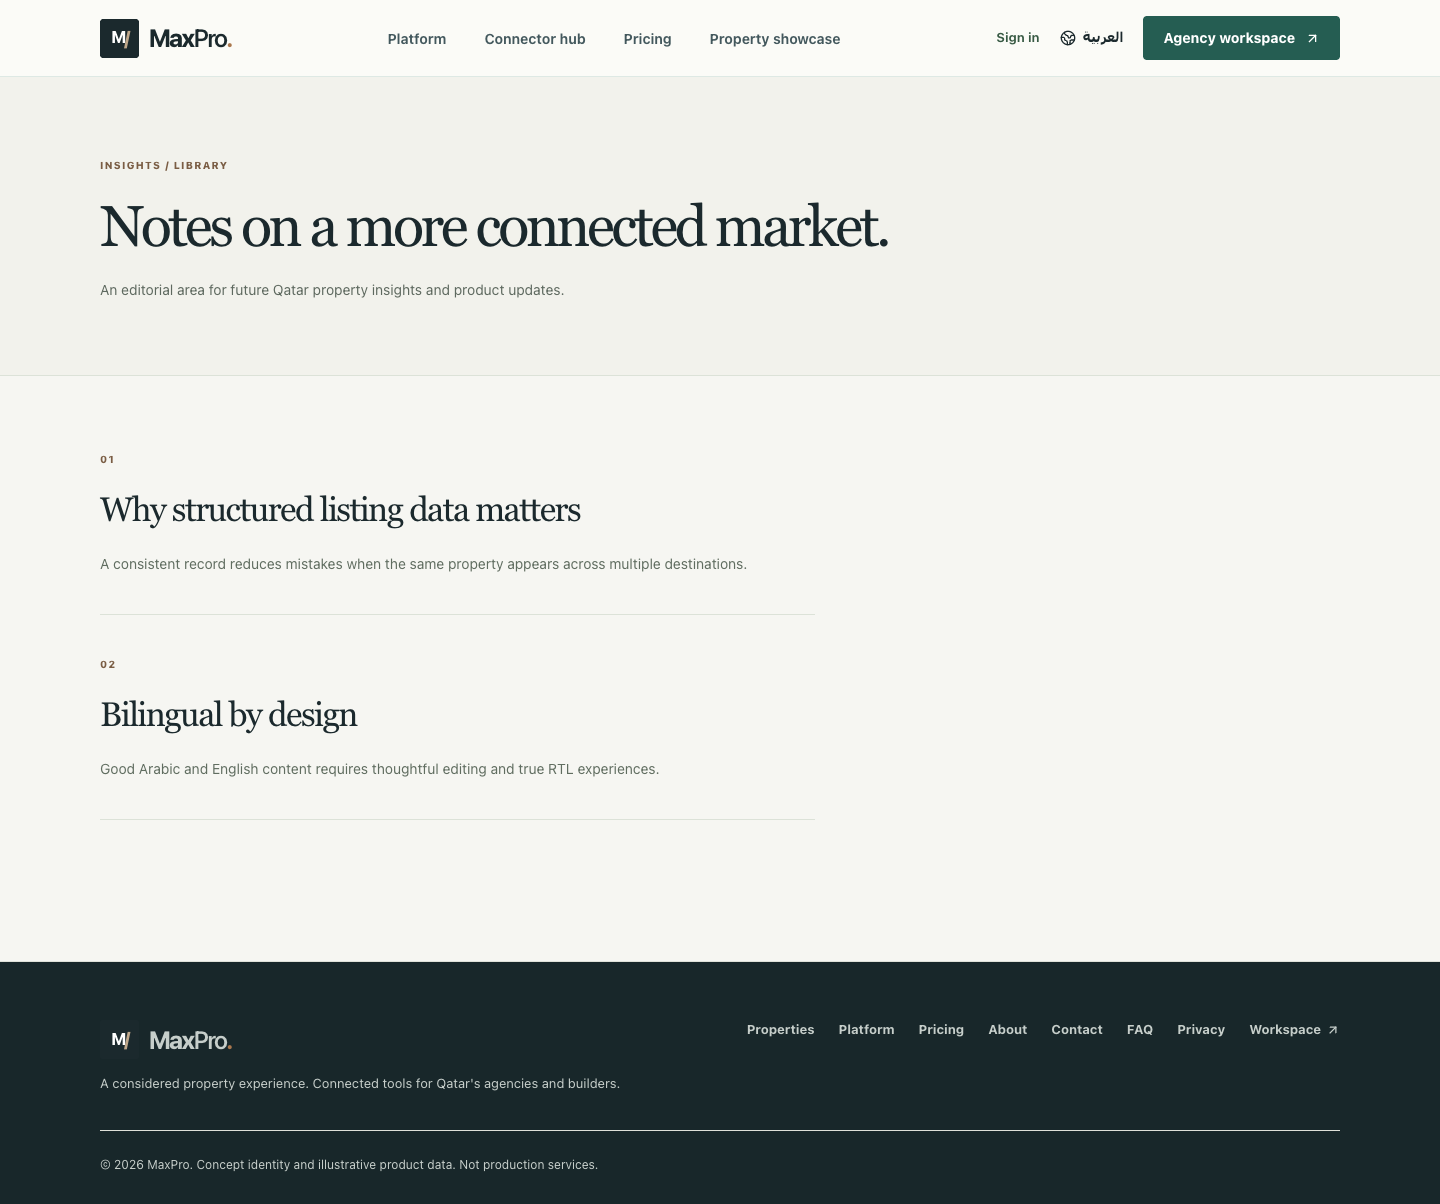 M/ MaxPro.
Platform
Connector hub
Pricing
Property showcase
Sign in
العربية
Agency workspace
INSIGHTS / LIBRARY
Notes on a more connected market.
An editorial area for future Qatar property insights and product updates.
01
Why structured listing data matters
A consistent record reduces mistakes when the same property appears across multiple destinations.
02
Bilingual by design
Good Arabic and English content requires thoughtful editing and true RTL experiences.
M/ MaxPro.
Properties
Platform
Pricing
About
Contact
FAQ
Privacy
Workspace
A considered property experience. Connected tools for Qatar's agencies and builders.
© 2026 MaxPro. Concept identity and illustrative product data. Not production services.